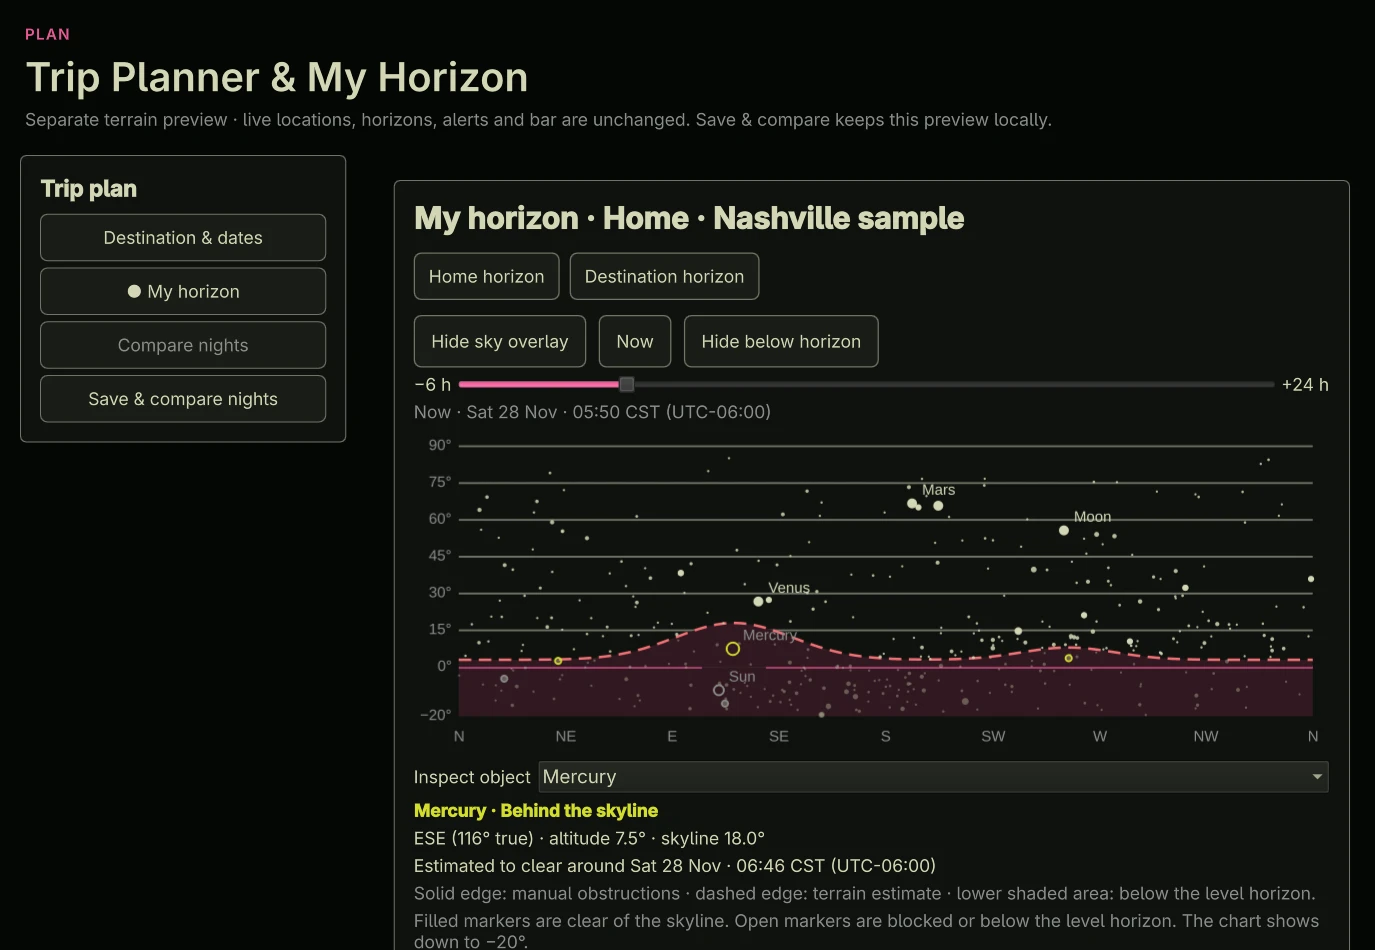 PLAN
Trip Planner & My Horizon
Separate terrain preview · live locations, horizons, alerts and bar are unchanged. Save & compare keeps this preview locally.
Trip plan
Destination & dates
My horizon
Compare nights
Save & compare nights
My horizon · Home · Nashville sample
Home horizon
Destination horizon
Hide sky overlay
Now
Hide below horizon
−6 h
+24 h
Now · Sat 28 Nov · 05:50 CST (UTC-06:00)
90°
75°
60°
45°
30°
15°
0°
−20°
Mars
Moon
Venus
Mercury
Sun
N
NE
E
SE
S
SW
W
NW
N
Inspect object
Mercury
Mercury · Behind the skyline
ESE (116° true) · altitude 7.5° · skyline 18.0°
Estimated to clear around Sat 28 Nov · 06:46 CST (UTC-06:00)
Solid edge: manual obstructions · dashed edge: terrain estimate · lower shaded area: below the level horizon.
Filled markers are clear of the skyline. Open markers are blocked or below the level horizon. The chart shows
down to −20°.